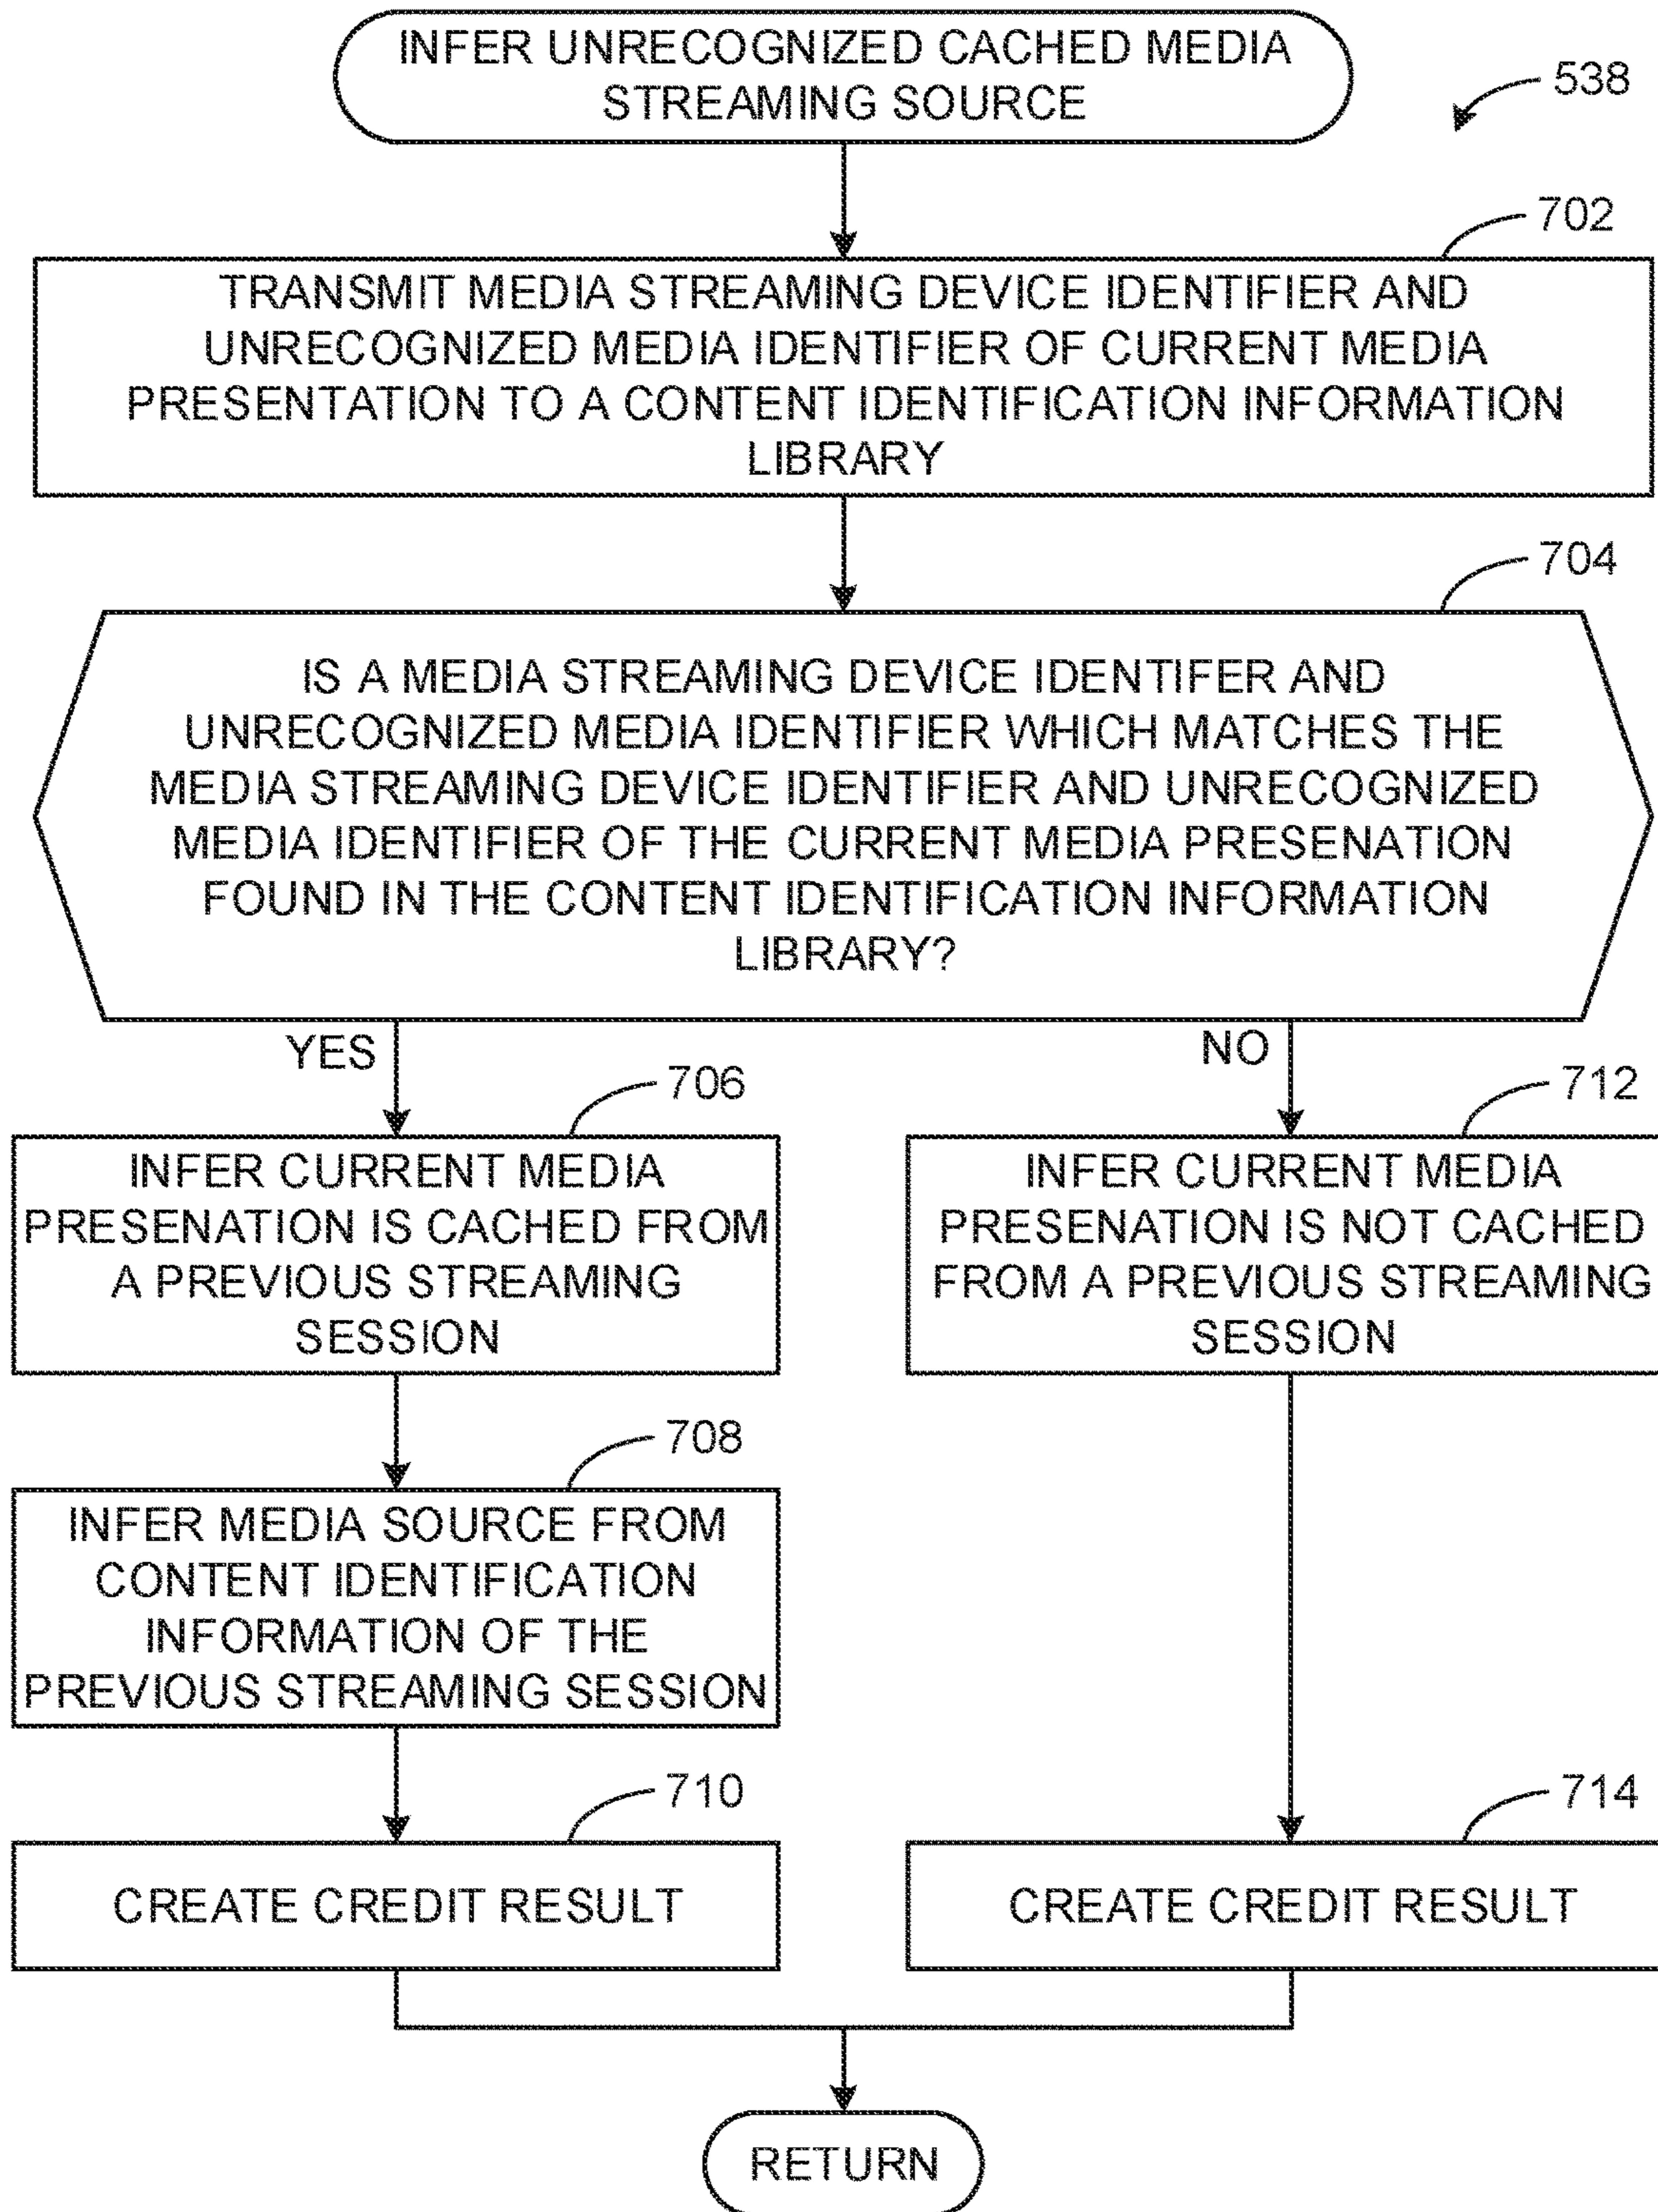 INFER UNRECOGNIZED CACHED MEDIA
STREAMING SOURCE
538
702
TRANSMIT MEDIA STREAMING DEVICE IDENTIFIER AND
UNRECOGNIZED MEDIA IDENTIFIER OF CURRENT MEDIA
PRESENTATION TO A CONTENT IDENTIFICATION INFORMATION
LIBRARY
704
IS A MEDIA STREAMING DEVICE IDENTIFER AND
UNRECOGNIZED MEDIA IDENTIFIER WHICH MATCHES THE
MEDIA STREAMING DEVICE IDENTIFIER AND UNRECOGNIZED
MEDIA IDENTIFIER OF THE CURRENT MEDIA PRESENATION
FOUND IN THE CONTENT IDENTIFICATION INFORMATION
LIBRARY?
YES
NO
706
INFER CURRENT MEDIA
PRESENATION IS CACHED FROM
A PREVIOUS STREAMING
SESSION
712
INFER CURRENT MEDIA
PRESENATION IS NOT CACHED
FROM A PREVIOUS STREAMING
SESSION
708
INFER MEDIA SOURCE FROM
CONTENT IDENTIFICATION
INFORMATION OF THE
PREVIOUS STREAMING SESSION
710
CREATE CREDIT RESULT
714
CREATE CREDIT RESULT
RETURN